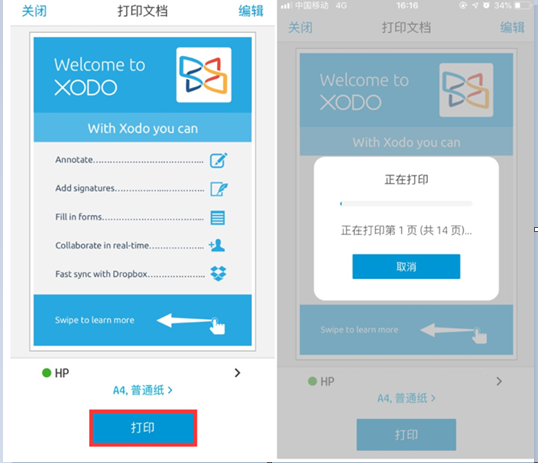 关闭 打印文档 编辑
Welcome to
XODO
With Xodo you can
Annotate
Add signatures
Fill in forms
Collaborate in real-time
Fast sync with Dropbox
Swipe to learn more
HP
A4, 普通纸 >
打印
中国移动 4G 16:16 34%
关闭 打印文档 编辑
Welcome to
XODO
With Xodo you can
正在打印
正在打印第 1 页 (共 14 页)...
取消
Swipe to learn more
HP
A4, 普通纸 >
打印